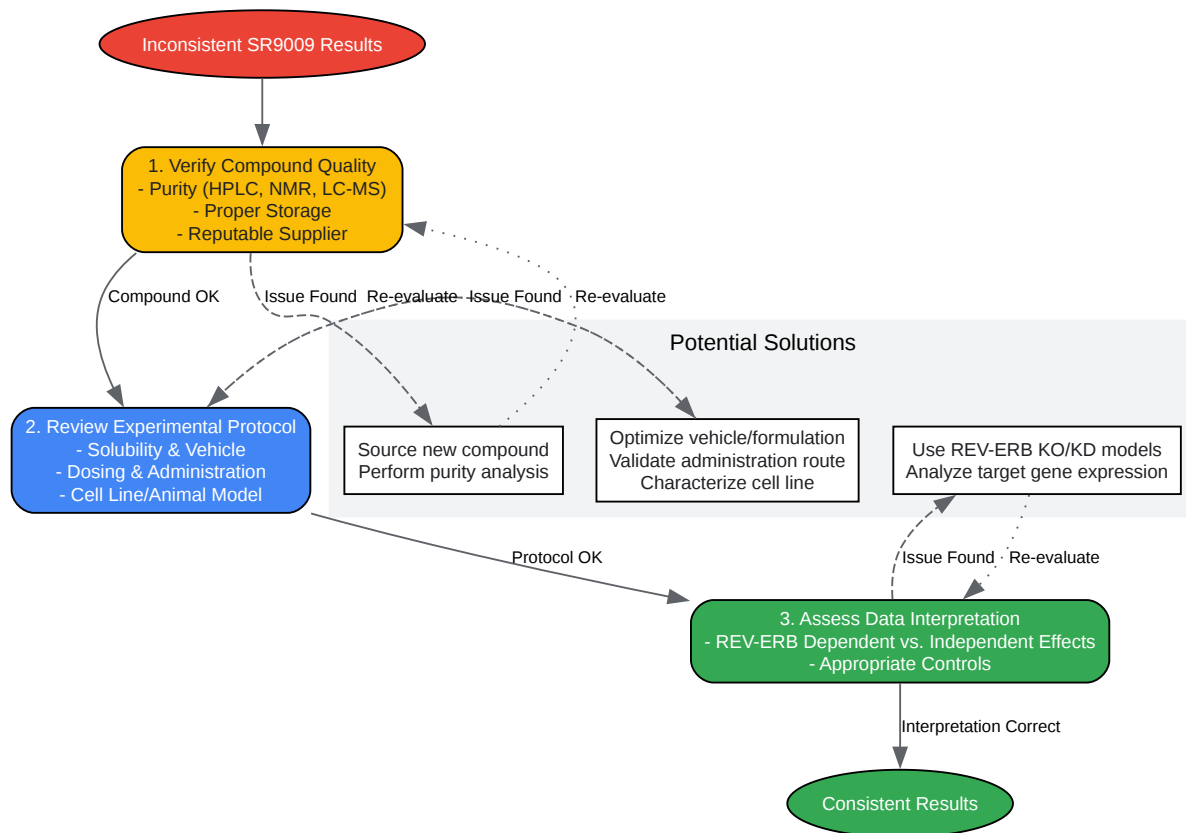 Inconsistent SR9009 Results
1. Verify Compound Quality
- Purity (HPLC, NMR, LC-MS)
- Proper Storage
- Reputable Supplier
Compound OK
Issue Found
Re-evaluate
Issue Found
Re-evaluate
Potential Solutions
2. Review Experimental Protocol
- Solubility & Vehicle
- Dosing & Administration
- Cell Line/Animal Model
Source new compound
Perform purity analysis
Optimize vehicle/formulation
Validate administration route
Characterize cell line
Use REV-ERB KO/KD models
Analyze target gene expression
Protocol OK
Issue Found
Re-evaluate
3. Assess Data Interpretation
- REV-ERB Dependent vs. Independent Effects
- Appropriate Controls
Interpretation Correct
Consistent Results